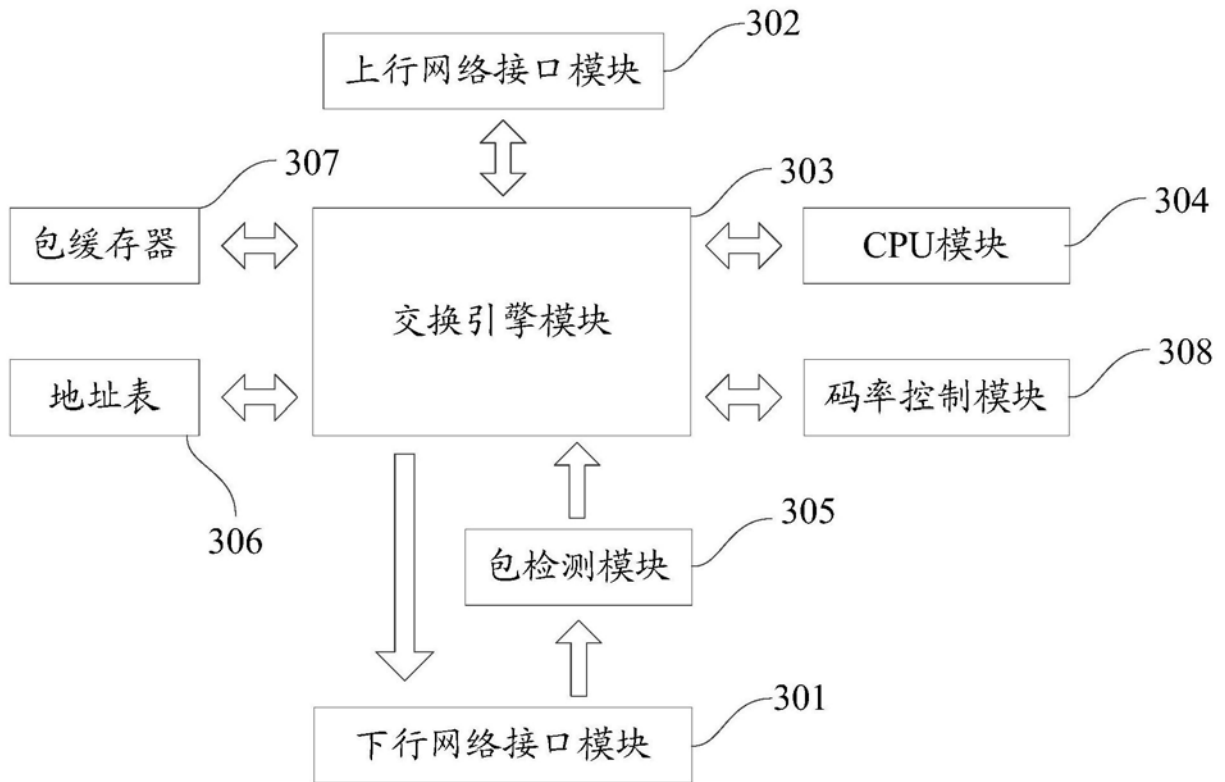 302
上行网络接口模块
307
303
304
包缓存器
CPU模块
交换引擎模块
308
地址表
码率控制模块
305
306
包检测模块
301
下行网络接口模块